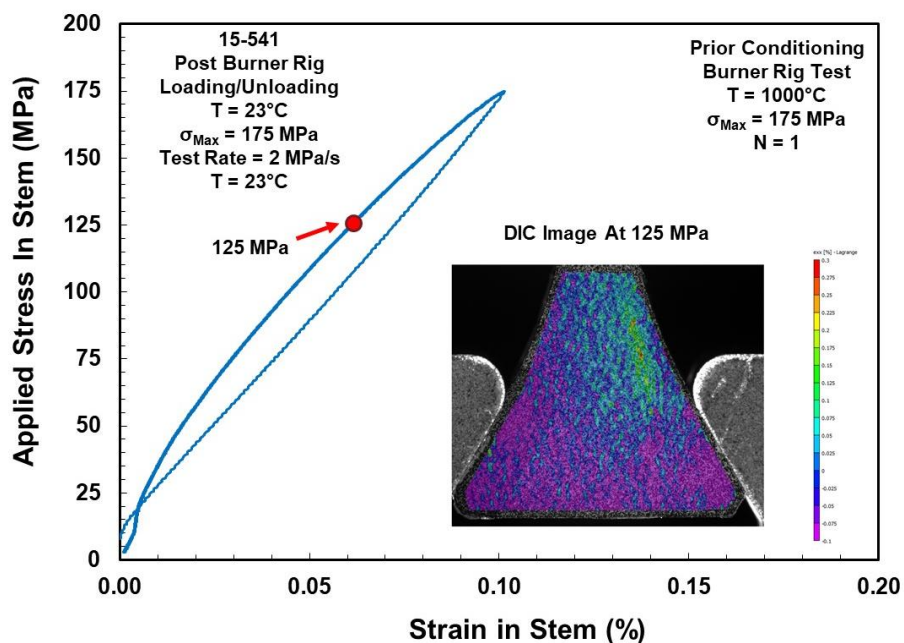 200
175
150
125
100
75
50
25
0
Applied Stress In Stem (MPa)
15-541
Post Burner Rig
Loading/Unloading
T = 23°C
σMax = 175 MPa
Test Rate = 2 MPa/s
T = 23°C
125 MPa
Prior Conditioning
Burner Rig Test
T = 1000°C
σMax = 175 MPa
N = 1
DIC Image At 125 MPa
exx [%] - Lagrange
0.3
0.275
0.25
0.225
0.2
0.175
0.15
0.125
0.1
0.075
0.05
0.025
0
-0.025
-0.05
-0.075
-0.1
0.00
0.05
0.10
0.15
0.20
Strain in Stem (%)